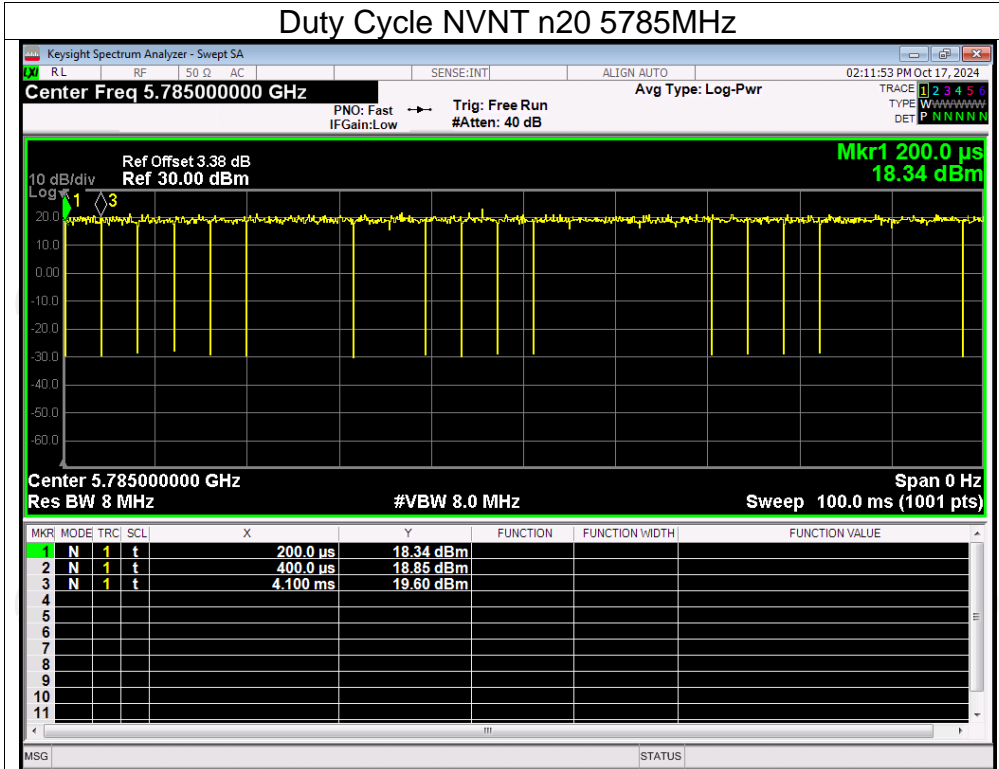 Duty Cycle NVNT n20 5785MHz
Keysight Spectrum Analyzer - Swept SA
LXI RL RF 50 Ω AC SENSE:INT ALIGN AUTO 02:11:53 PM Oct 17, 2024
Center Freq 5.785000000 GHz Avg Type: Log-Pwr TRACE 1 2 3 4 5 6
PNO: Fast Trig: Free Run TYPE WWWWWW
IFGain:Low #Atten: 40 dB DET P N N N N N
Mkr1 200.0 µs
Ref Offset 3.38 dB
10 dB/div Ref 30.00 dBm 18.34 dBm
Log
1 3
20.0
10.0
0.00
-10.0
-20.0
-30.0
-40.0
-50.0
-60.0
Center 5.785000000 GHz Span 0 Hz
Res BW 8 MHz #VBW 8.0 MHz Sweep 100.0 ms (1001 pts)
MKR MODE TRC SCL X Y FUNCTION FUNCTION WIDTH FUNCTION VALUE
1 N 1 t 200.0 µs 18.34 dBm
2 N 1 t 400.0 µs 18.85 dBm
3 N 1 t 4.100 ms 19.60 dBm
4
5
6
7
8
9
10
11
MSG STATUS